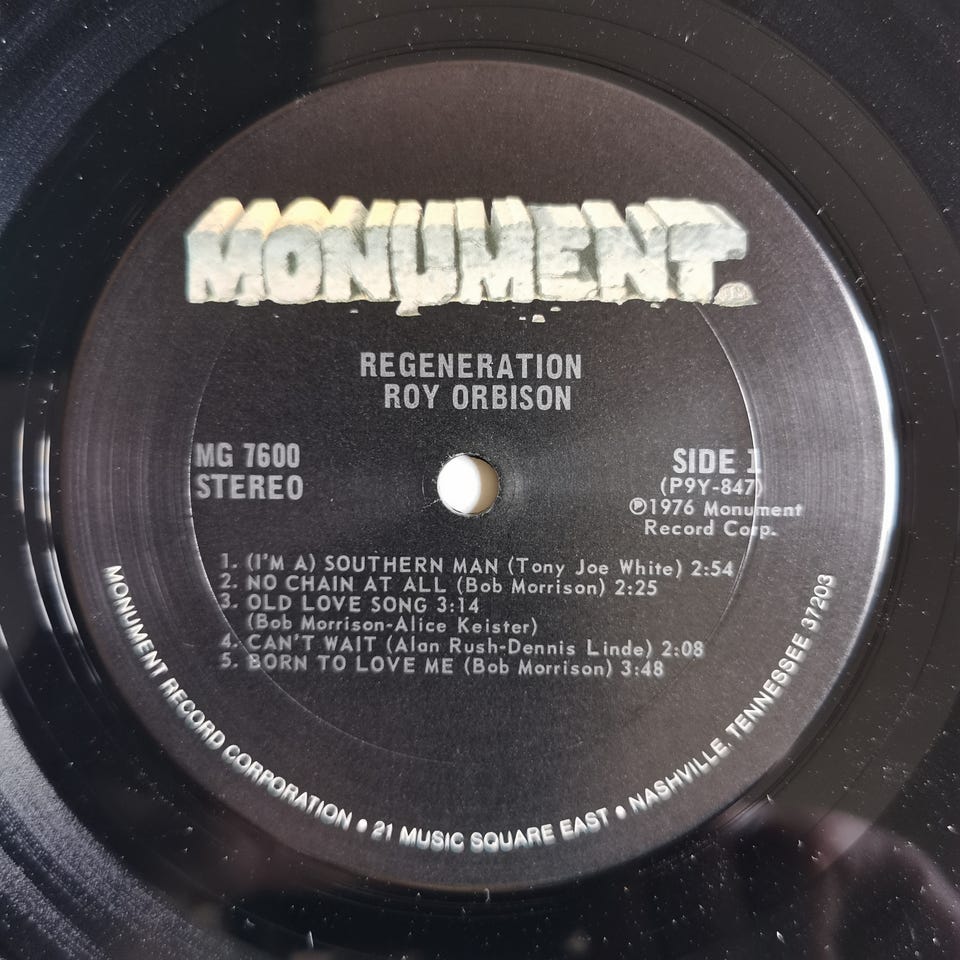 MONUMENT.
REGENERATION
ROY ORBISON
MG 7600
STEREO
SIDE 1
(P9Y-847)
℗1976 Monument
Record Corp.
1. (I'M A) SOUTHERN MAN (Tony Joe White) 2:54
2. NO CHAIN AT ALL (Bob Morrison) 2:25
3. OLD LOVE SONG 3:14
(Bob Morrison-Alice Keister)
4. CAN'T WAIT (Alan Rush-Dennis Linde) 2:08
5. BORN TO LOVE ME (Bob Morrison) 3:48
MONUMENT RECORD CORPORATION • 21 MUSIC SQUARE EAST • NASHVILLE, TENNESSEE 37203